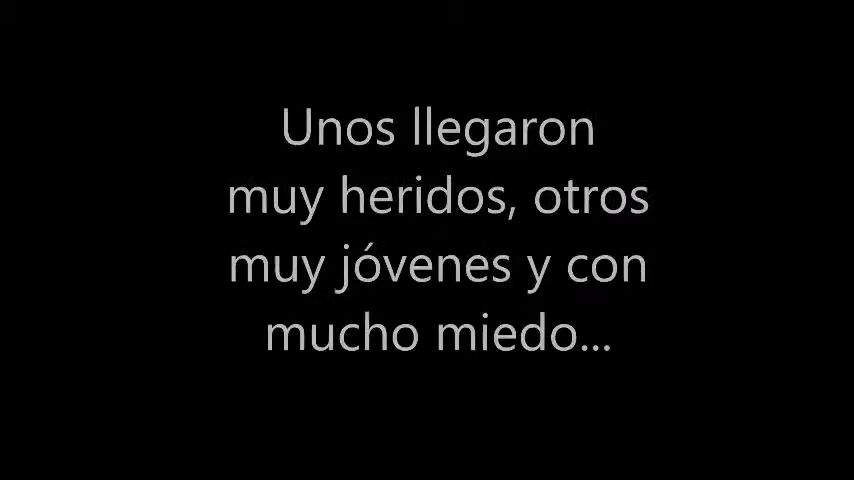 Unos llegaron
muy heridos, otros
muy jóvenes y con
mucho miedo...